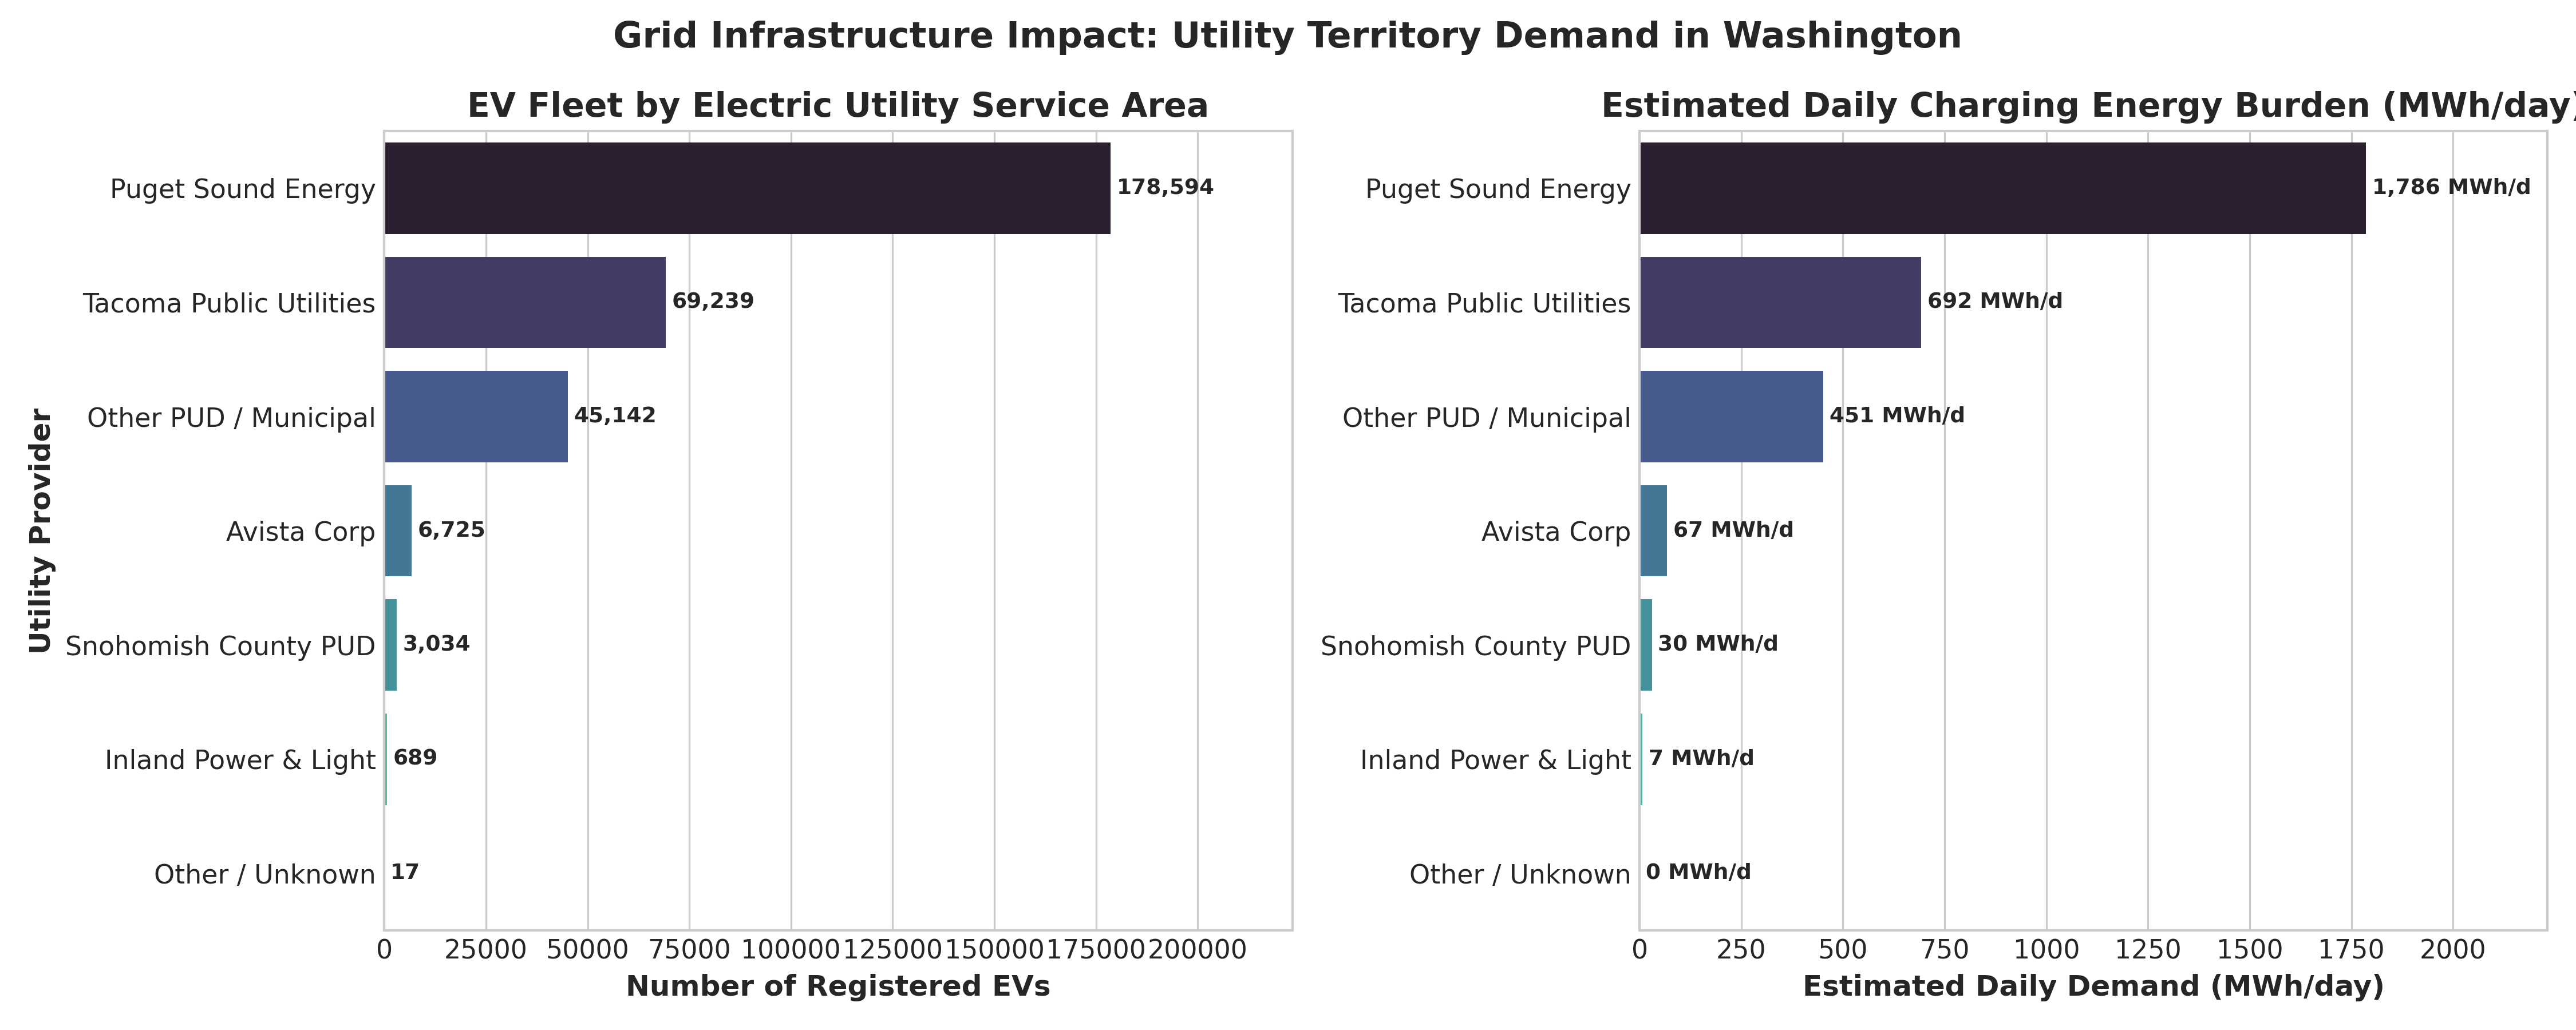 Grid Infrastructure Impact: Utility Territory Demand in Washington
EV Fleet by Electric Utility Service Area
Utility Provider
Puget Sound Energy 178,594
Tacoma Public Utilities 69,239
Other PUD / Municipal 45,142
Avista Corp 6,725
Snohomish County PUD 3,034
Inland Power & Light 689
Other / Unknown 17
0 25000 50000 75000 100000 125000 150000 175000 200000
Number of Registered EVs
Estimated Daily Charging Energy Burden (MWh/day)
Puget Sound Energy 1,786 MWh/d
Tacoma Public Utilities 692 MWh/d
Other PUD / Municipal 451 MWh/d
Avista Corp 67 MWh/d
Snohomish County PUD 30 MWh/d
Inland Power & Light 7 MWh/d
Other / Unknown 0 MWh/d
0 250 500 750 1000 1250 1500 1750 2000
Estimated Daily Demand (MWh/day)